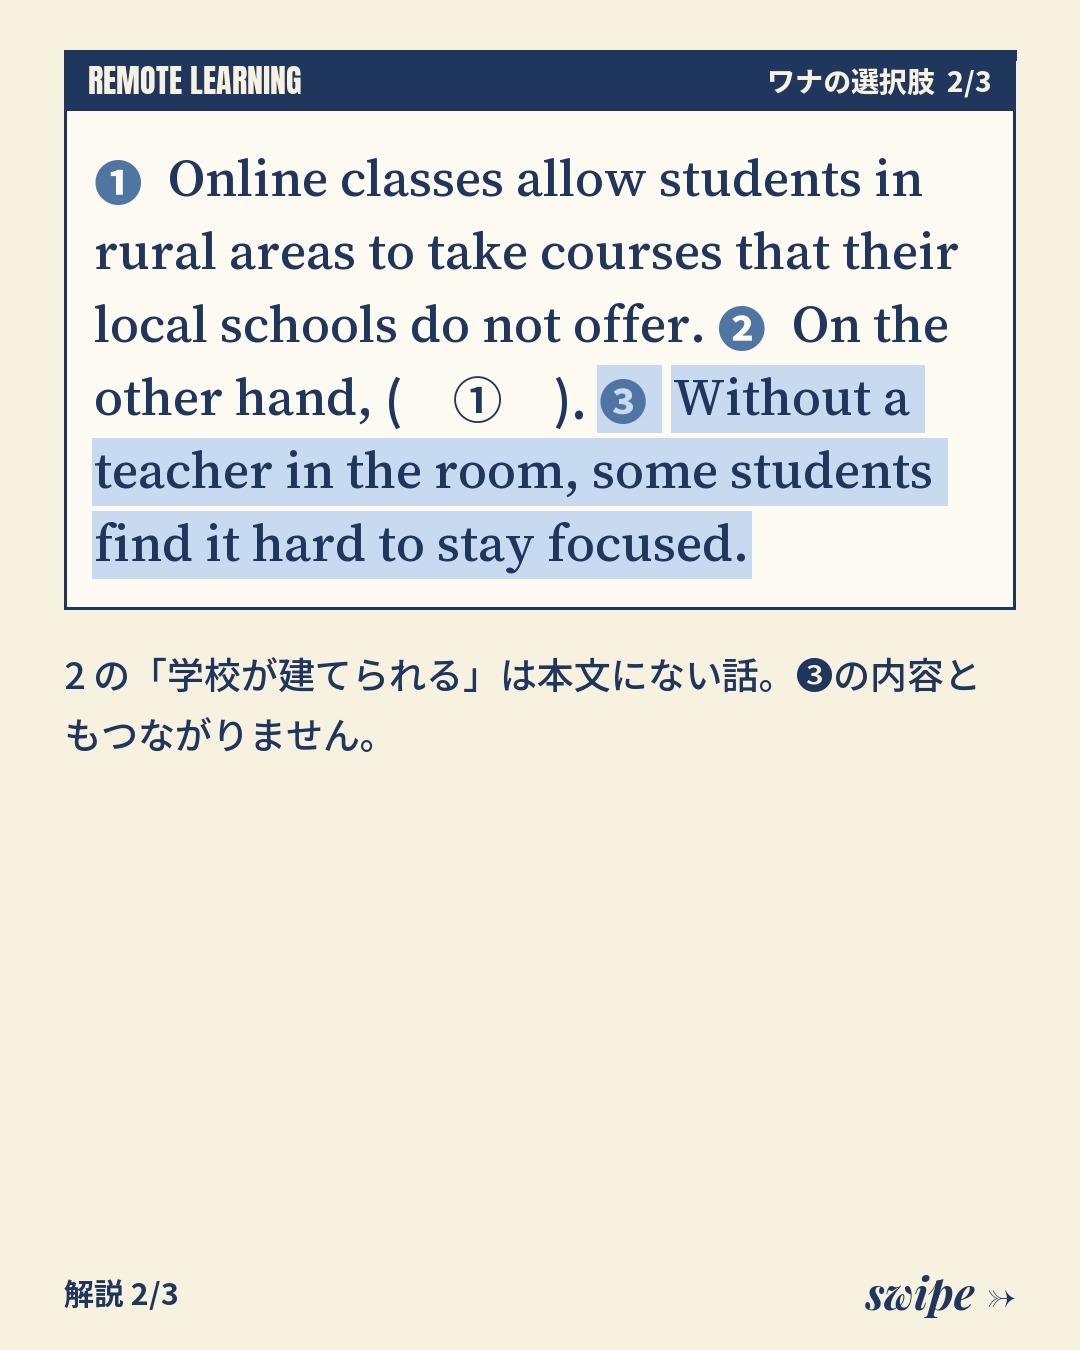 REMOTE LEARNING
ワナの選択肢 2/3
❶ Online classes allow students in
rural areas to take courses that their
local schools do not offer. ❷ On the
other hand, ( ① ). ❸ Without a
teacher in the room, some students
find it hard to stay focused.
2 の「学校が建てられる」は本文にない話。❸の内容と
もつながりません。
解説 2/3
swipe